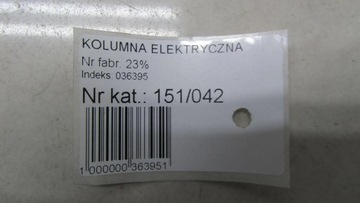 KOLUMNA ELEKTRYCZNA
Nr fabr. 23%
Indeks: 036395
Nr kat.: 151/042
1 000000 363951